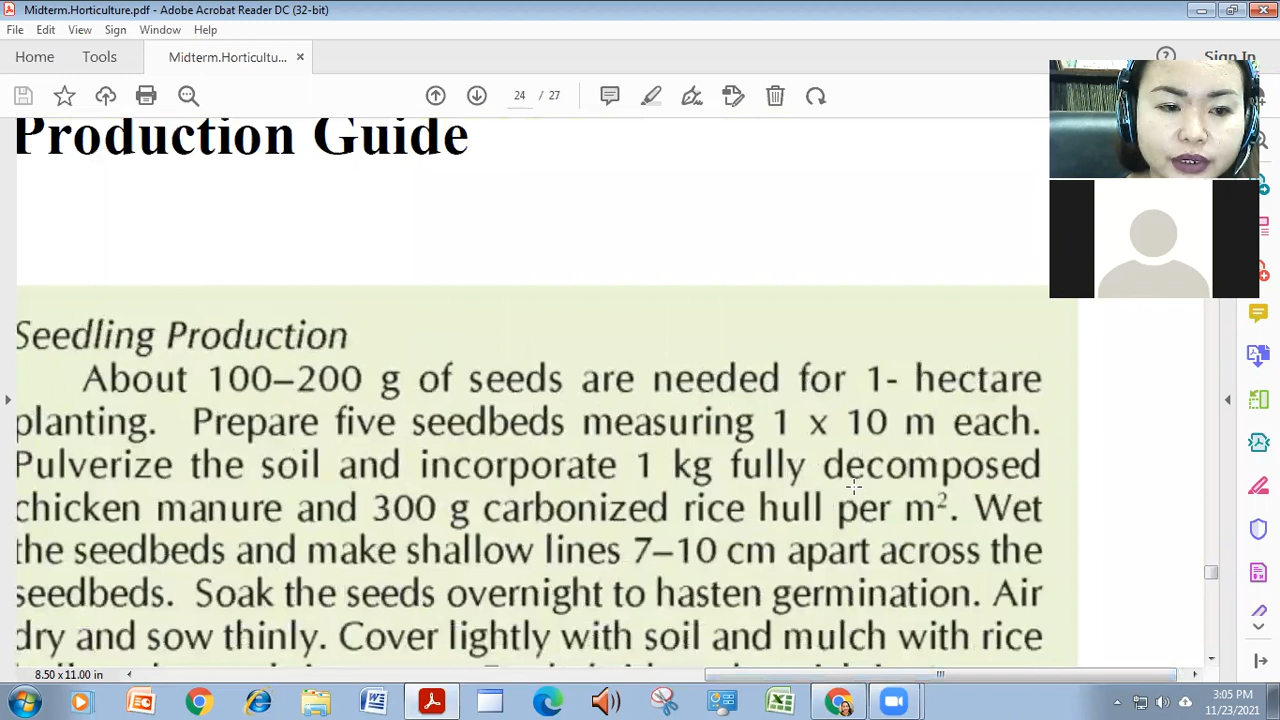 Midterm.Horticulture.pdf - Adobe Acrobat Reader DC (32-bit)
File Edit View Sign Window Help
Home Tools Midterm.Horticultu... × Sign In
24 / 27
Production Guide
Seedling Production
About 100–200 g of seeds are needed for 1- hectare
planting. Prepare five seedbeds measuring 1 x 10 m each.
Pulverize the soil and incorporate 1 kg fully decomposed
chicken manure and 300 g carbonized rice hull per m². Wet
the seedbeds and make shallow lines 7–10 cm apart across the
seedbeds. Soak the seeds overnight to hasten germination. Air
dry and sow thinly. Cover lightly with soil and mulch with rice
8.50 x 11.00 in
3:05 PM
11/23/2021